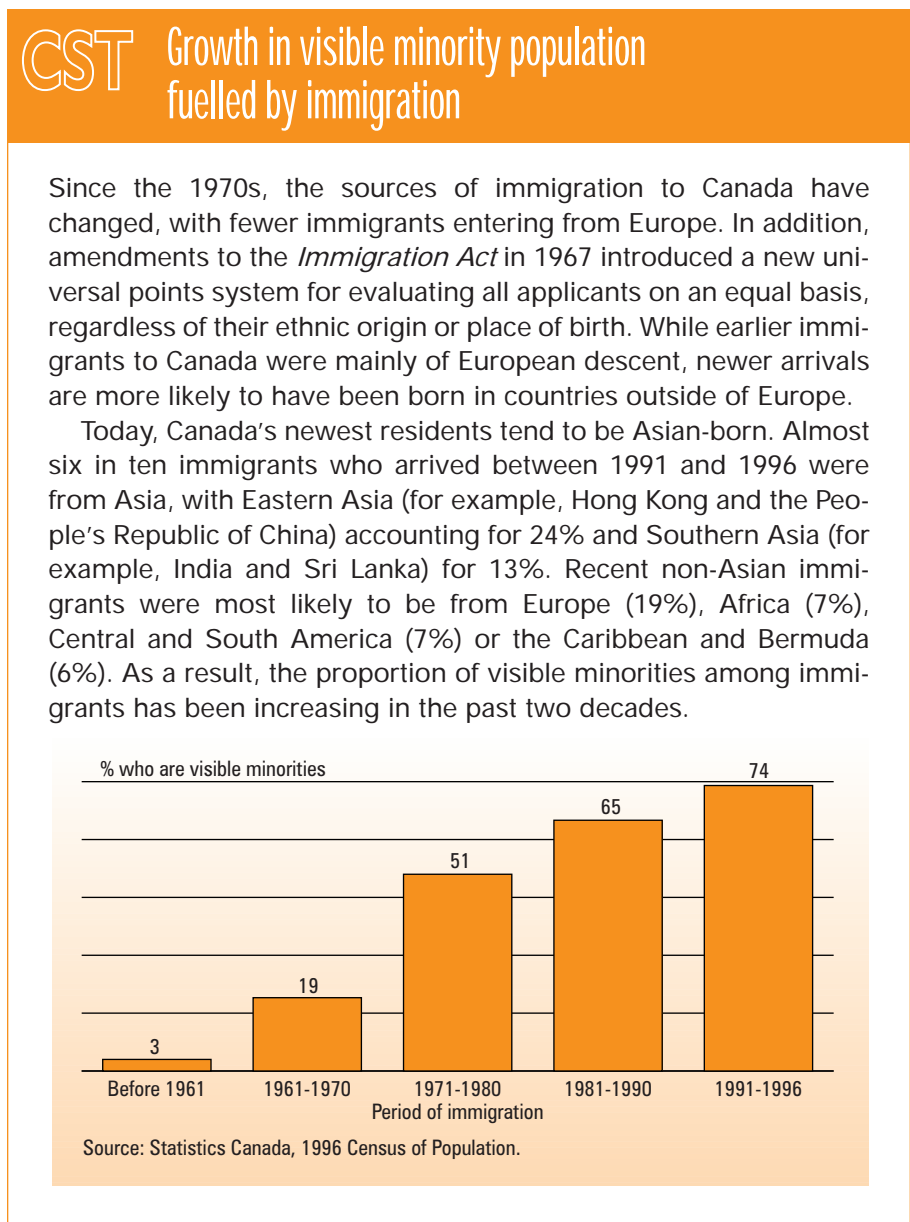 CST Growth in visible minority population
fuelled by immigration
Since the 1970s, the sources of immigration to Canada have
changed, with fewer immigrants entering from Europe. In addition,
amendments to the Immigration Act in 1967 introduced a new uni-
versal points system for evaluating all applicants on an equal basis,
regardless of their ethnic origin or place of birth. While earlier immi-
grants to Canada were mainly of European descent, newer arrivals
are more likely to have been born in countries outside of Europe.
Today, Canada's newest residents tend to be Asian-born. Almost
six in ten immigrants who arrived between 1991 and 1996 were
from Asia, with Eastern Asia (for example, Hong Kong and the Peo-
ple's Republic of China) accounting for 24% and Southern Asia (for
example, India and Sri Lanka) for 13%. Recent non-Asian immi-
grants were most likely to be from Europe (19%), Africa (7%),
Central and South America (7%) or the Caribbean and Bermuda
(6%). As a result, the proportion of visible minorities among immi-
grants has been increasing in the past two decades.
% who are visible minorities
3
19
51
65
74
Before 1961 1961-1970 1971-1980 1981-1990 1991-1996
Period of immigration
Source: Statistics Canada, 1996 Census of Population.